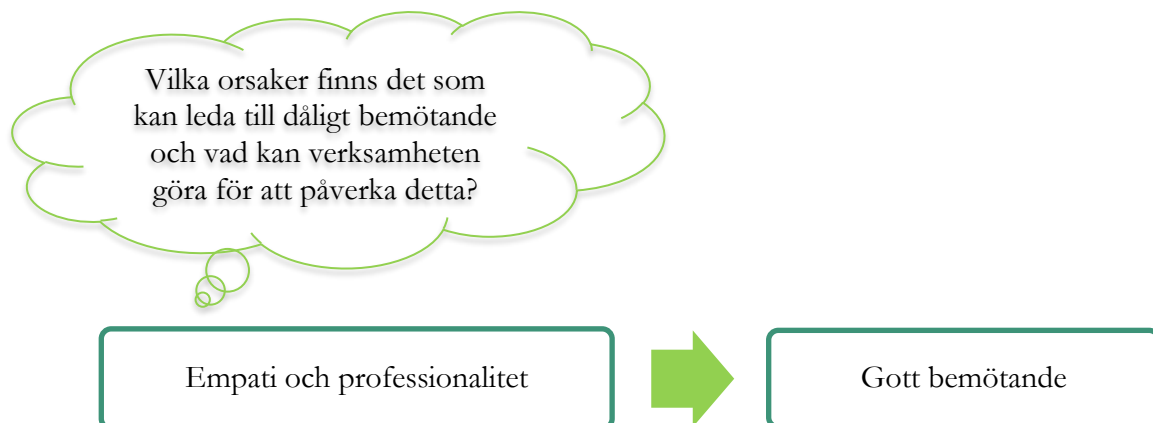 Vilka orsaker finns det som
kan leda till dåligt bemötande
och vad kan verksamheten
göra för att påverka detta?
Empati och professionalitet
Gott bemötande